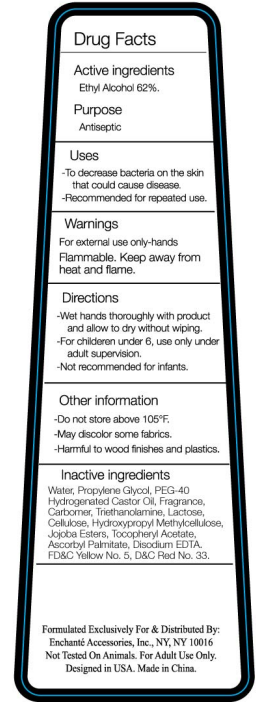 Drug Facts
Active ingredients
Ethyl Alcohol 62%.
Purpose
Antiseptic
Uses
-To decrease bacteria on the skin
that could cause disease.
-Recommended for repeated use.
Warnings
For external use only-hands
Flammable. Keep away from
heat and flame.
Directions
-Wet hands thoroughly with product
and allow to dry without wiping.
-For childeren under 6, use only under
adult supervision.
-Not recommended for infants.
Other information
-Do not store above 105°F.
-May discolor some fabrics.
-Harmful to wood finishes and plastics.
Inactive ingredients
Water, Propylene Glycol, PEG-40
Hydrogenated Castor Oil, Fragrance,
Carbomer, Triethanolamine, Lactose,
Cellulose, Hydroxypropyl Methylcellulose,
Jojoba Esters, Tocopheryl Acetate,
Ascorbyl Palmitate, Disodium EDTA.
FD&C Yellow No. 5, D&C Red No. 33.
Formulated Exclusively For & Distributed By:
Enchanté Accessories, Inc., NY, NY 10016
Not Tested On Animals. For Adult Use Only.
Designed in USA. Made in China.